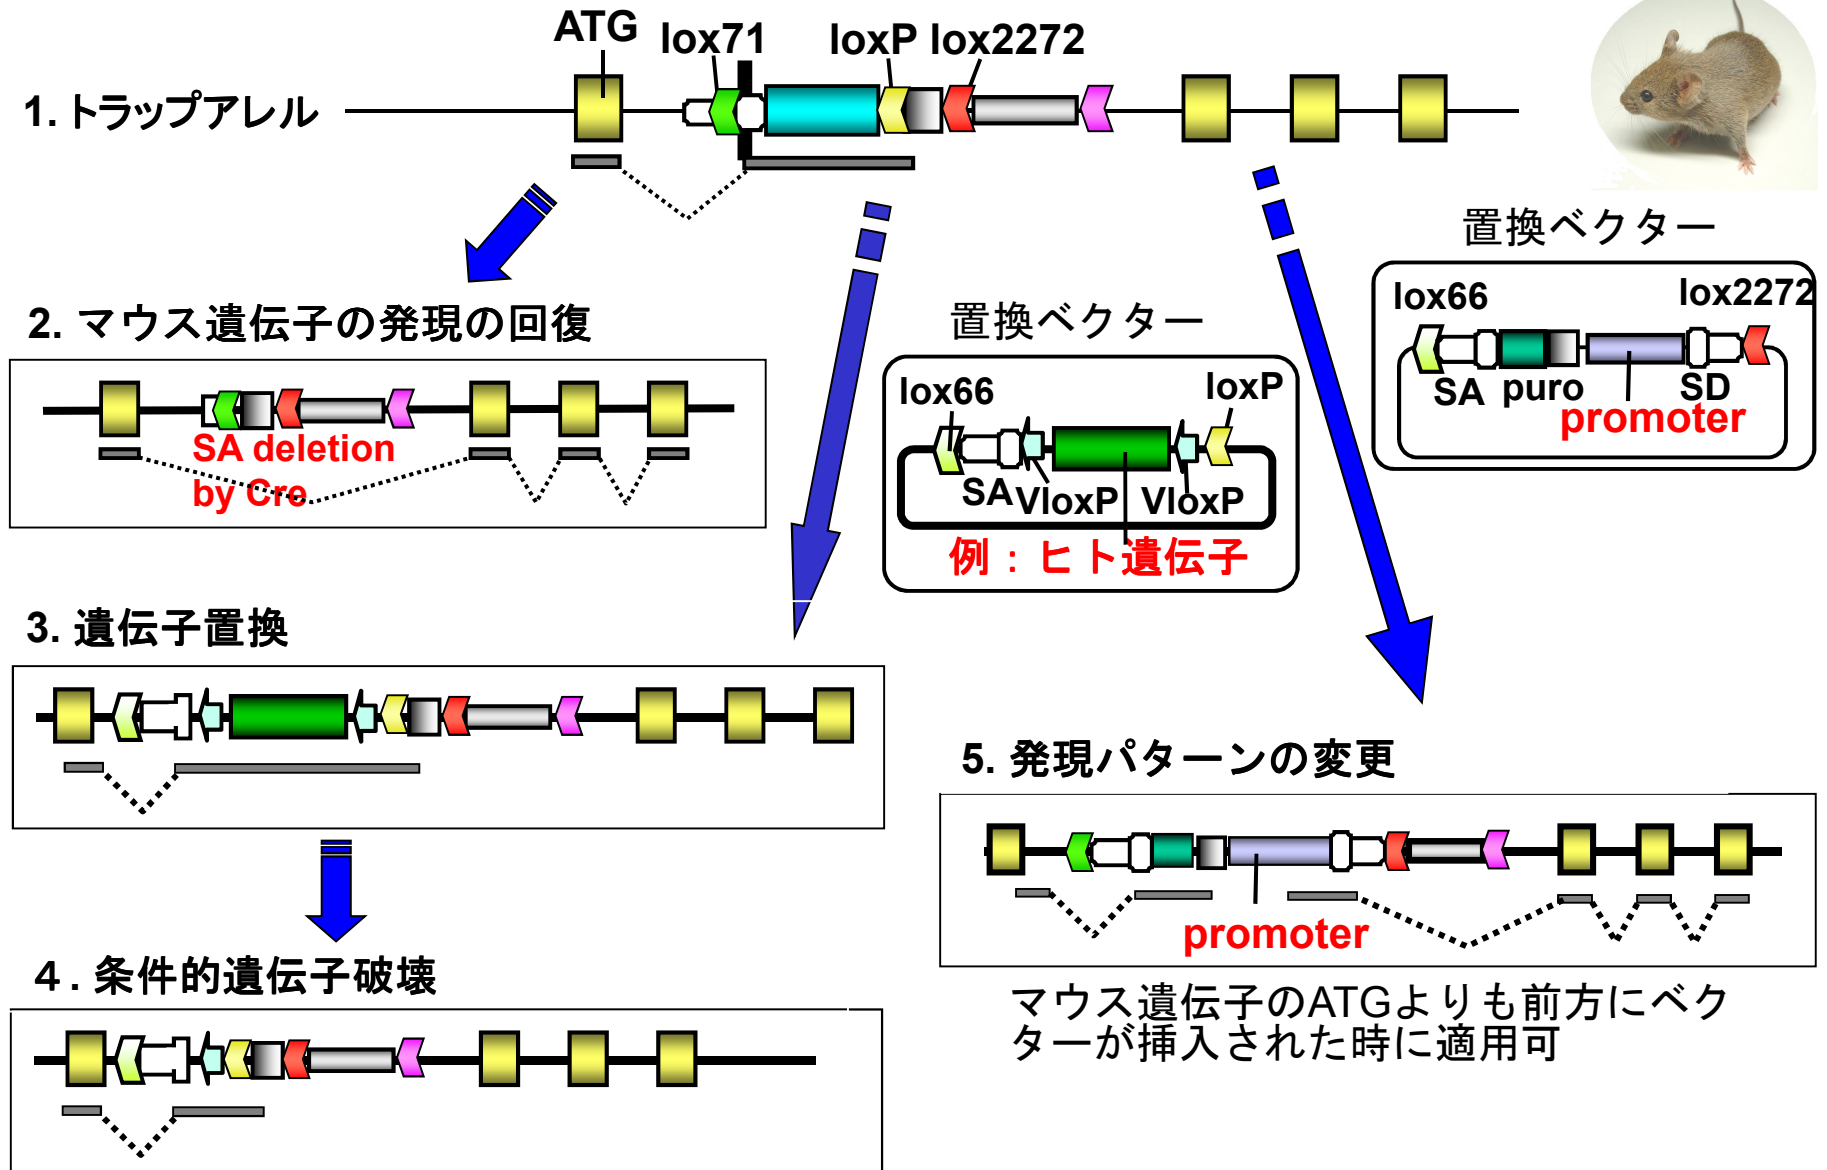 ATG
lox71
loxP lox2272
1. トラップアレル
置換ベクター
lox66
lox2272
SA puro SD
promoter
2. マウス遺伝子の発現の回復
SA deletion
by Cre
置換ベクター
lox66
loxP
SA VloxP VloxP
例：ヒト遺伝子
3. 遺伝子置換
４. 条件的遺伝子破壊
5. 発現パターンの変更
promoter
マウス遺伝子のATGよりも前方にベク
ターが挿入された時に適用可